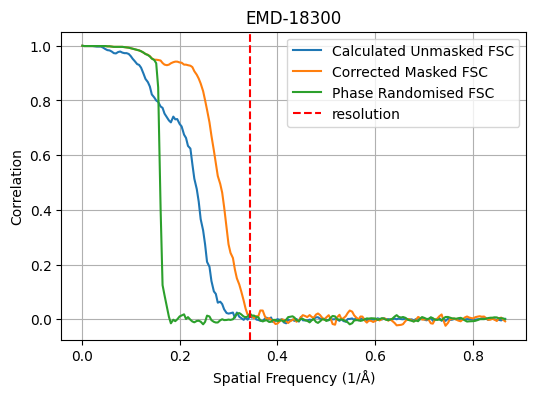 EMD-18300
1.0
0.8
0.6
0.4
0.2
0.0
Correlation
Calculated Unmasked FSC
Corrected Masked FSC
Phase Randomised FSC
resolution
0.0 0.2 0.4 0.6 0.8
Spatial Frequency (1/Å)